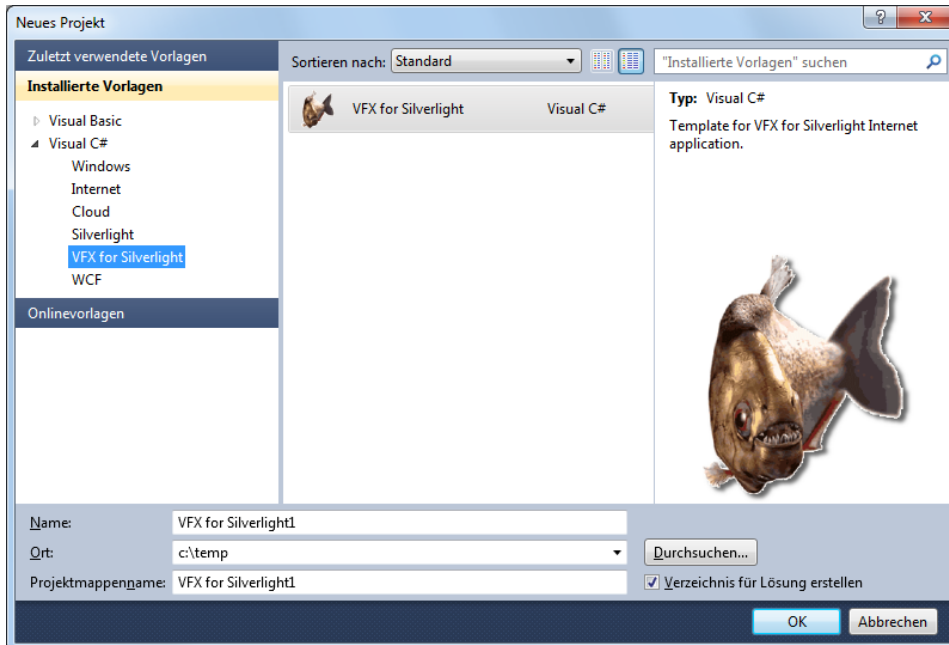 Neues Projekt
Zuletzt verwendete Vorlagen
Installierte Vorlagen
Visual Basic
Visual C#
Windows
Internet
Cloud
Silverlight
VFX for Silverlight
WCF
Onlinevorlagen
Sortieren nach: Standard
VFX for Silverlight Visual C#
"Installierte Vorlagen" suchen
Typ: Visual C#
Template for VFX for Silverlight Internet
application.
Name: VFX for Silverlight1
Ort: c:\temp
Durchsuchen...
Projektmappenname: VFX for Silverlight1
Verzeichnis für Lösung erstellen
OK
Abbrechen